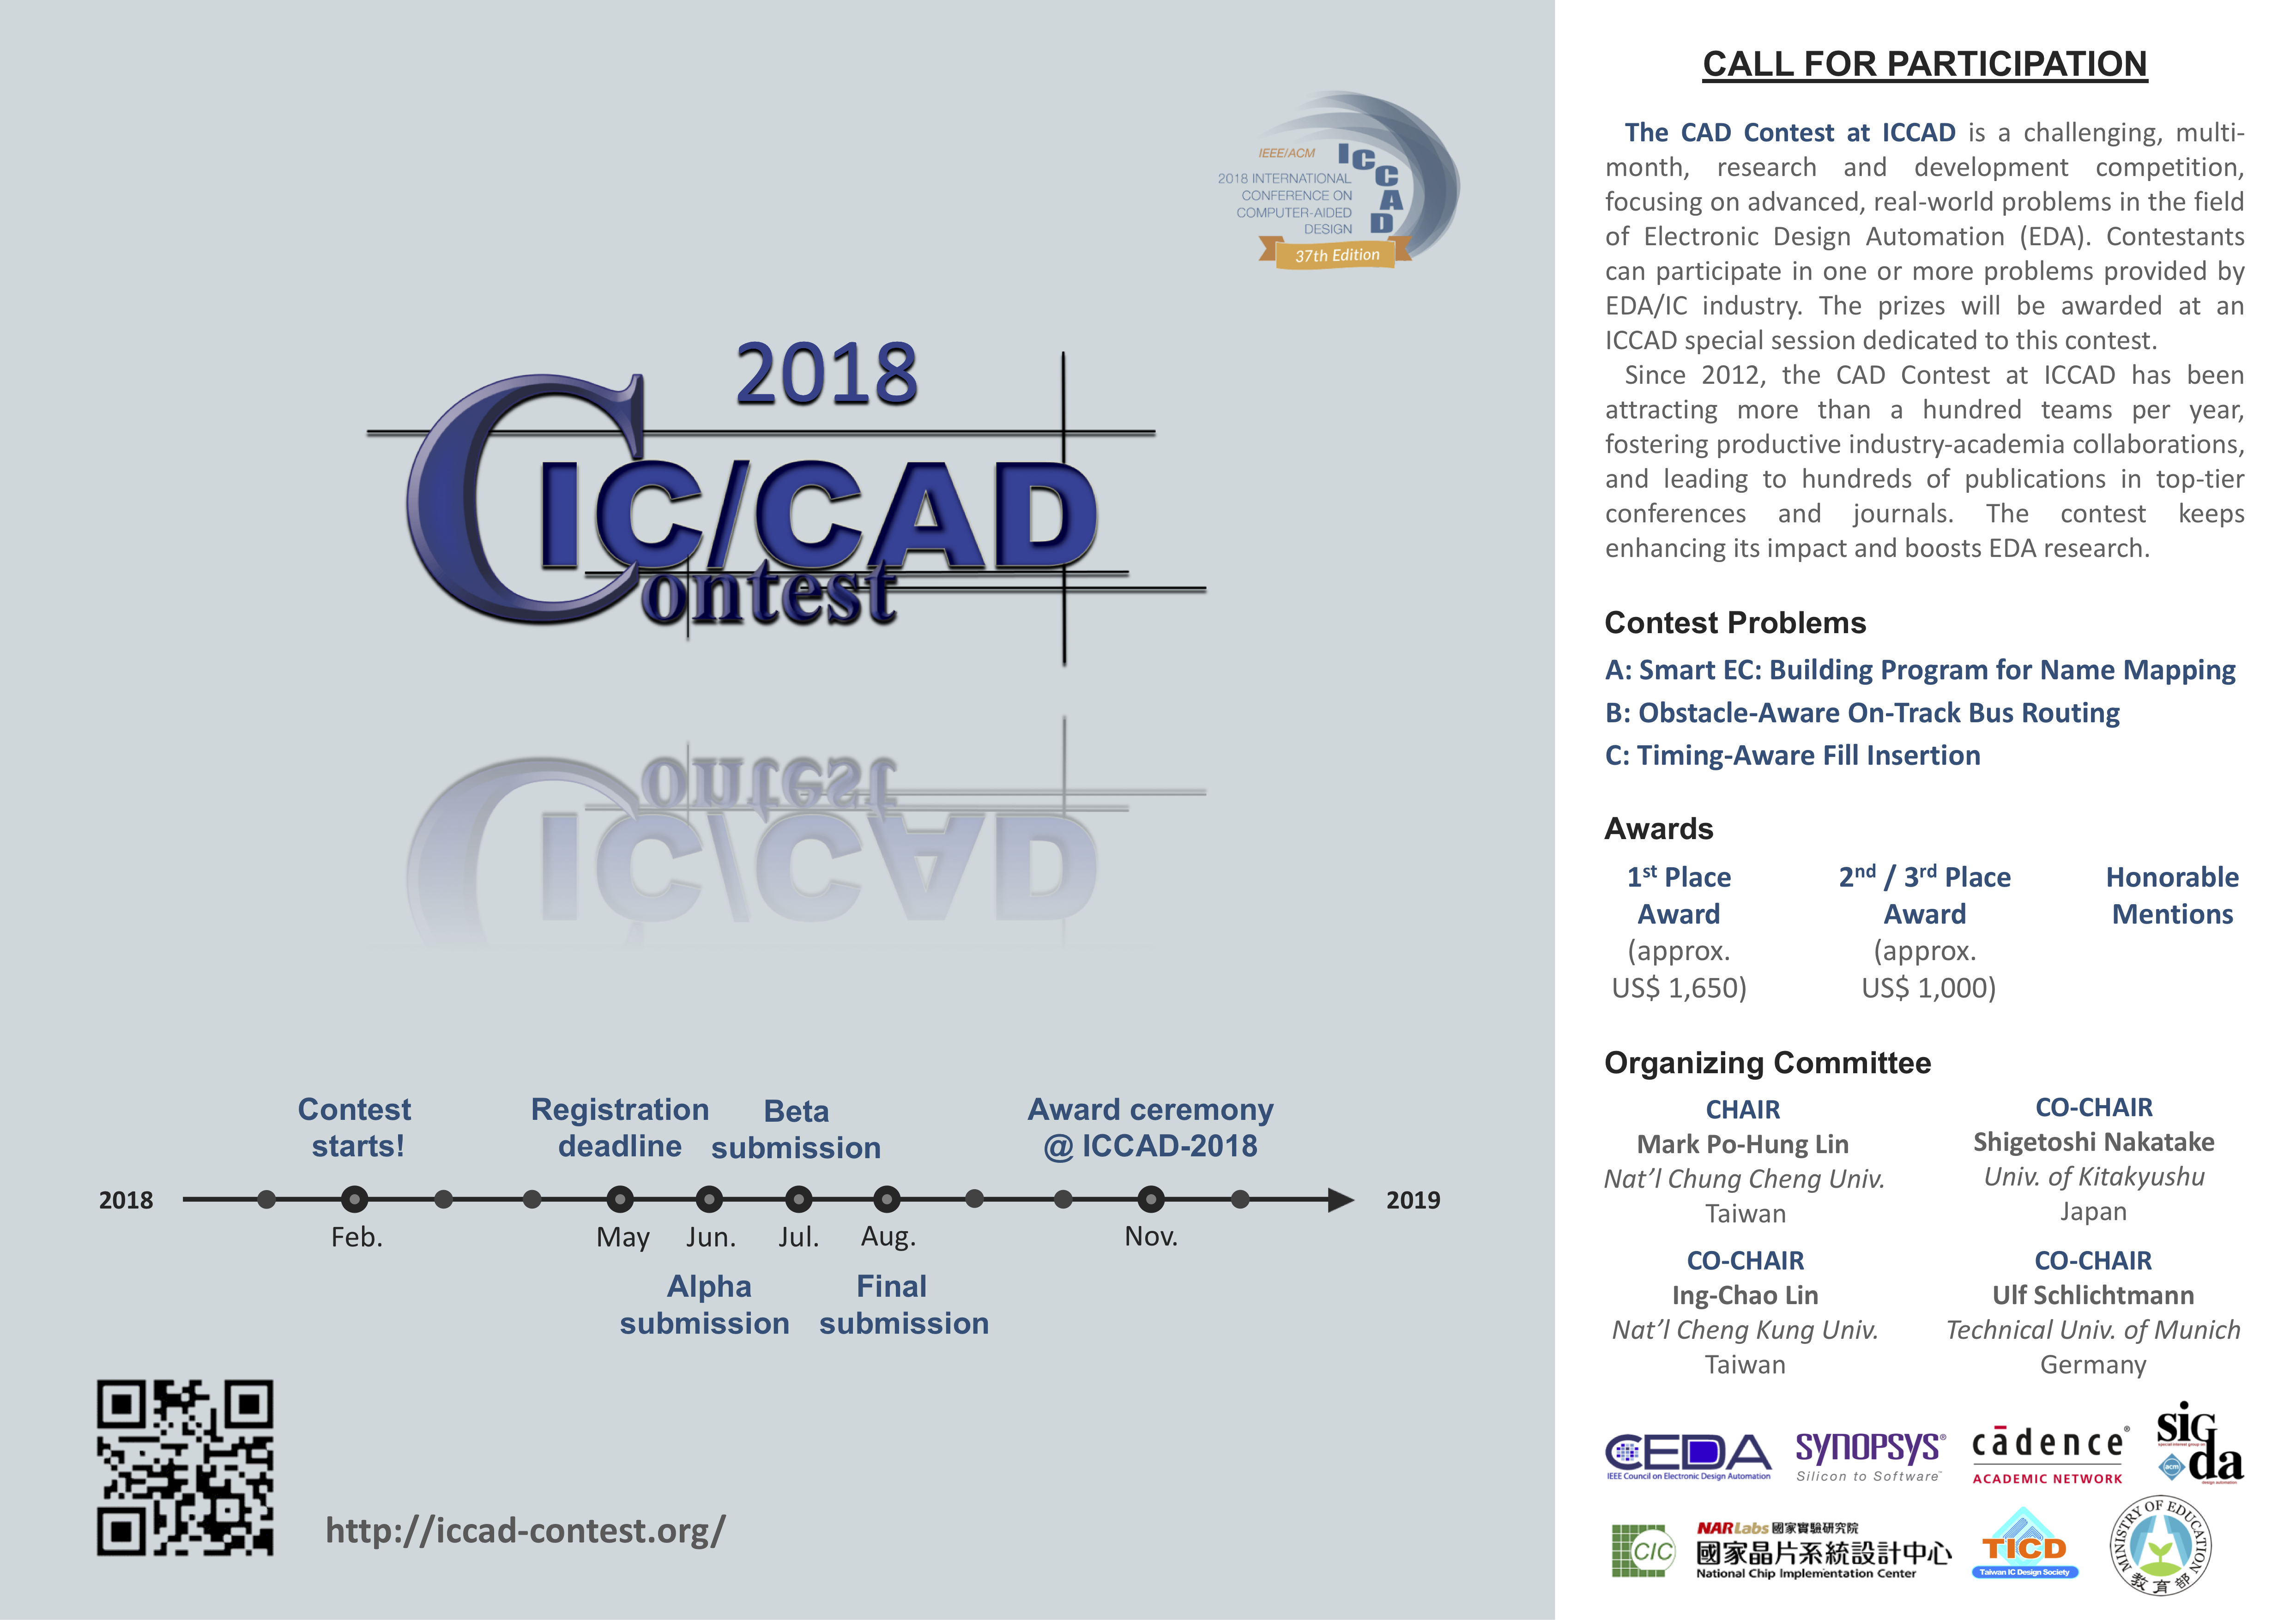 IEEE/ACM
ICCAD
2018 INTERNATIONAL
CONFERENCE ON
COMPUTER-AIDED
DESIGN
37th Edition
2018
IC/CAD
Contest
Contest
starts!
Registration
deadline
Beta
submission
Award ceremony
@ ICCAD-2018
2018
2019
Feb.
May
Jun.
Jul.
Aug.
Nov.
Alpha
submission
Final
submission
http://iccad-contest.org/
CALL FOR PARTICIPATION
The CAD Contest at ICCAD is a challenging, multi-
month, research and development competition,
focusing on advanced, real-world problems in the field
of Electronic Design Automation (EDA). Contestants
can participate in one or more problems provided by
EDA/IC industry. The prizes will be awarded at an
ICCAD special session dedicated to this contest.
Since 2012, the CAD Contest at ICCAD has been
attracting more than a hundred teams per year,
fostering productive industry-academia collaborations,
and leading to hundreds of publications in top-tier
conferences and journals. The contest keeps
enhancing its impact and boosts EDA research.
Contest Problems
A: Smart EC: Building Program for Name Mapping
B: Obstacle-Aware On-Track Bus Routing
C: Timing-Aware Fill Insertion
Awards
1st Place
Award
(approx.
US$ 1,650)
2nd / 3rd Place
Award
(approx.
US$ 1,000)
Honorable
Mentions
Organizing Committee
CHAIR
Mark Po-Hung Lin
Nat’l Chung Cheng Univ.
Taiwan
CO-CHAIR
Shigetoshi Nakatake
Univ. of Kitakyushu
Japan
CO-CHAIR
Ing-Chao Lin
Nat’l Cheng Kung Univ.
Taiwan
CO-CHAIR
Ulf Schlichtmann
Technical Univ. of Munich
Germany
CEDA
IEEE Council on Electronic Design Automation
SYNOPSYS®
Silicon to Software™
cādence®
ACADEMIC NETWORK
sigda
special interest group on
acm
design automation
CIC
NARLabs 國家實驗研究院
國家晶片系統設計中心
National Chip Implementation Center
TICD
Taiwan IC Design Society
MINISTRY OF EDUCATION
教育部